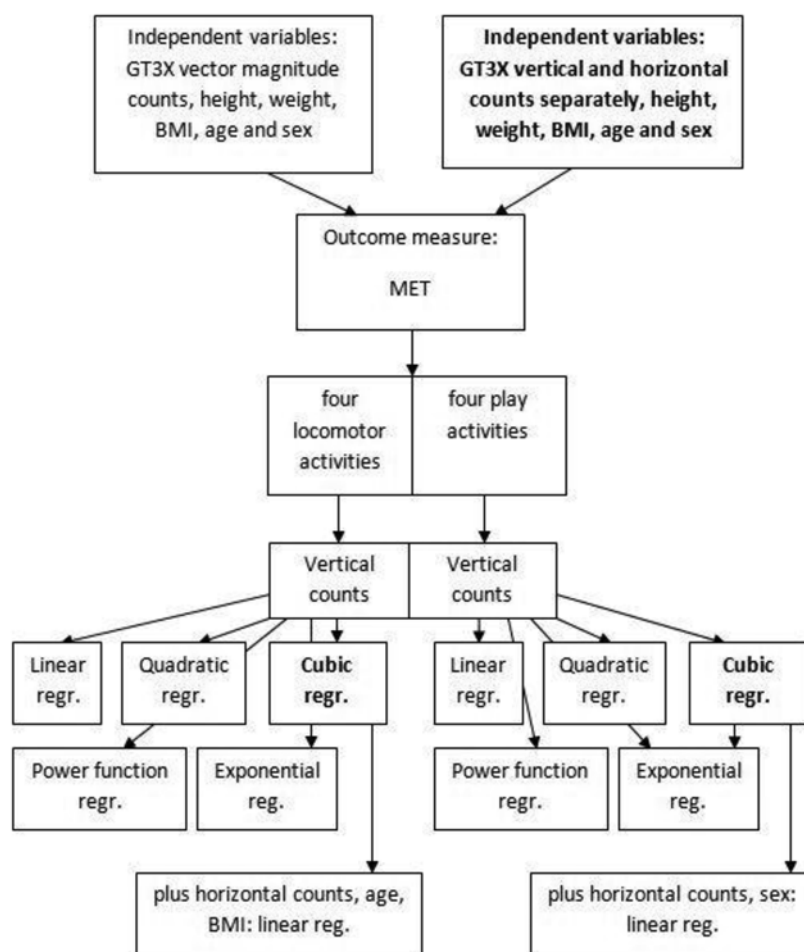 Independent variables:
GT3X vector magnitude
counts, height, weight,
BMI, age and sex
Independent variables:
GT3X vertical and horizontal
counts separately, height,
weight, BMI, age and sex
Outcome measure:
MET
four
locomotor
activities
four play
activities
Vertical
counts
Vertical
counts
Linear
regr.
Quadratic
regr.
Cubic
regr.
Linear
regr.
Quadratic
regr.
Cubic
regr.
Power function
regr.
Exponential
reg.
Power function
regr.
Exponential
reg.
plus horizontal counts, age,
BMI: linear reg.
plus horizontal counts, sex:
linear reg.